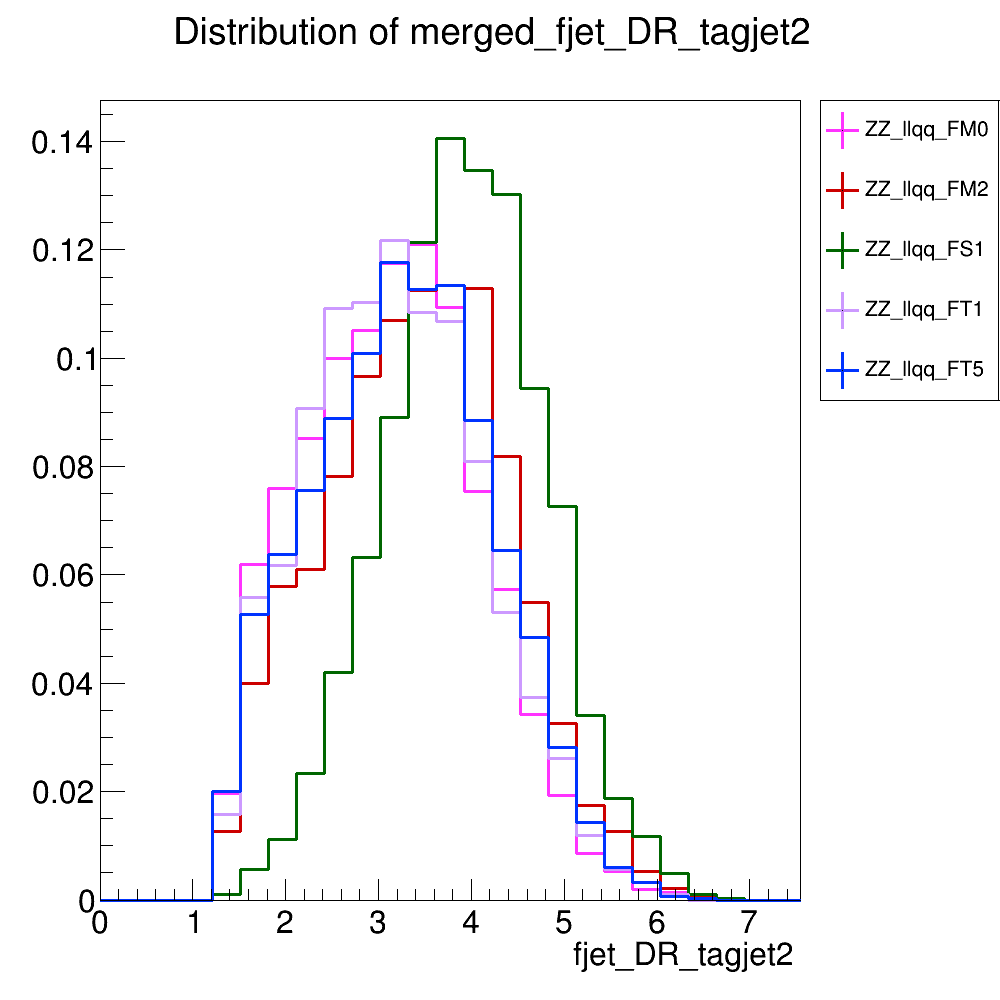 Distribution of merged_fjet_DR_tagjet2
0.14
0.12
0.1
0.08
0.06
0.04
0.02
0
0 1 2 3 4 5 6 7
fjet_DR_tagjet2
ZZ_llqq_FM0
ZZ_llqq_FM2
ZZ_llqq_FS1
ZZ_llqq_FT1
ZZ_llqq_FT5